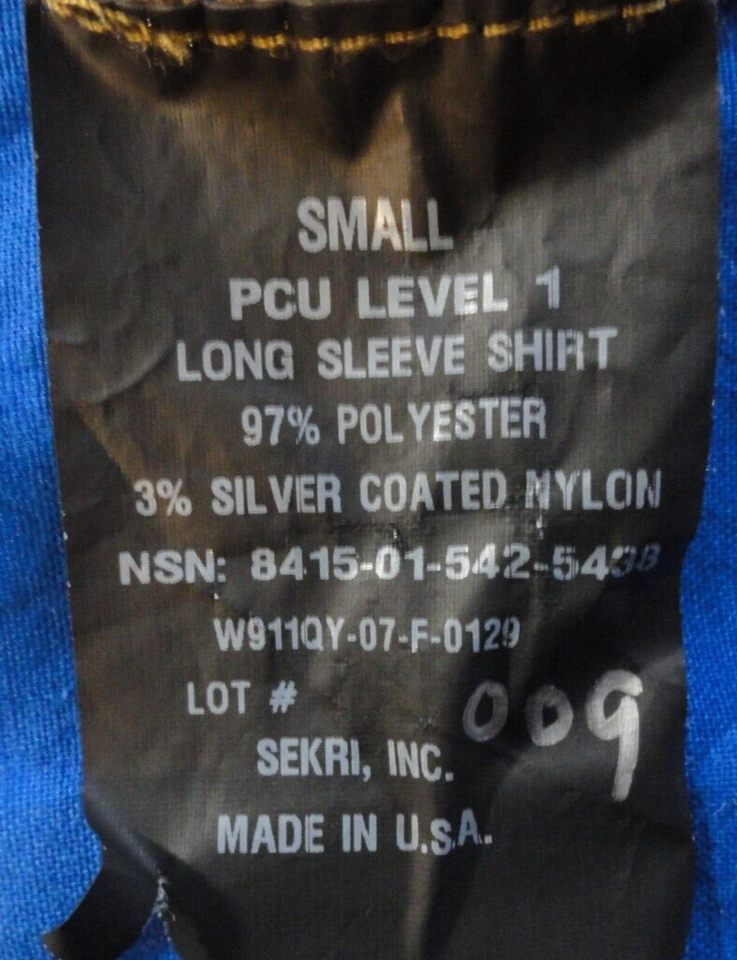 SMALL
PCU LEVEL 1
LONG SLEEVE SHIRT
97% POLYESTER
3% SILVER COATED NYLON
NSN: 8415-01-542-5438
W911QY-07-F-0129
LOT # 009
SEKRI, INC.
MADE IN U.S.A.